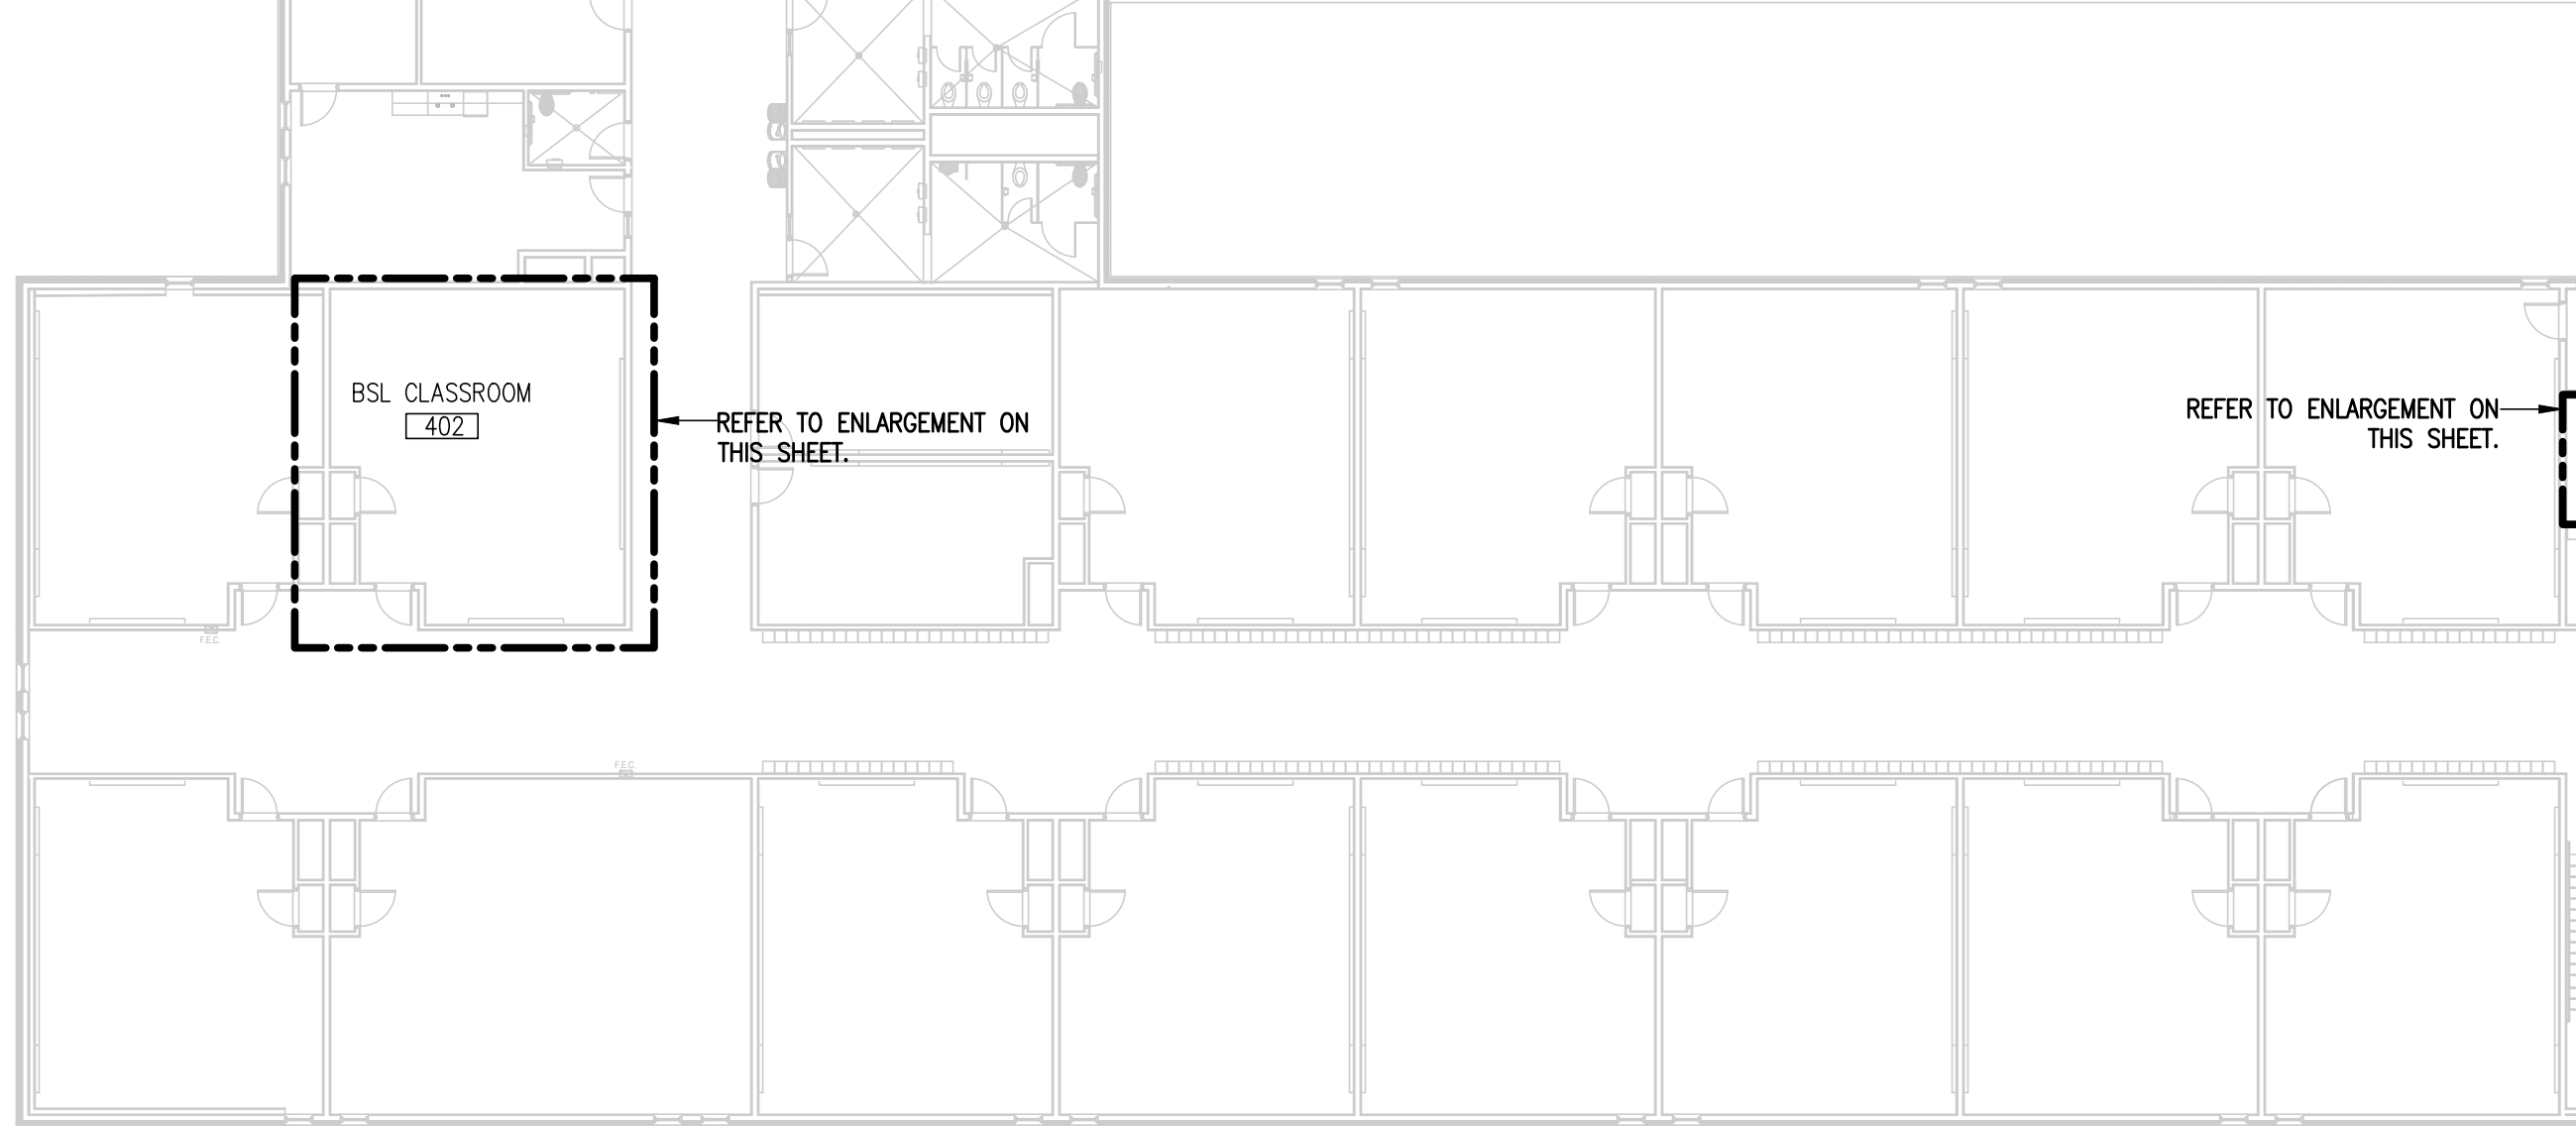 BSL CLASSROOM
402
REFER TO ENLARGEMENT ON
THIS SHEET.
REFER TO ENLARGEMENT ON
THIS SHEET.
F.E.C.
F.E.C.